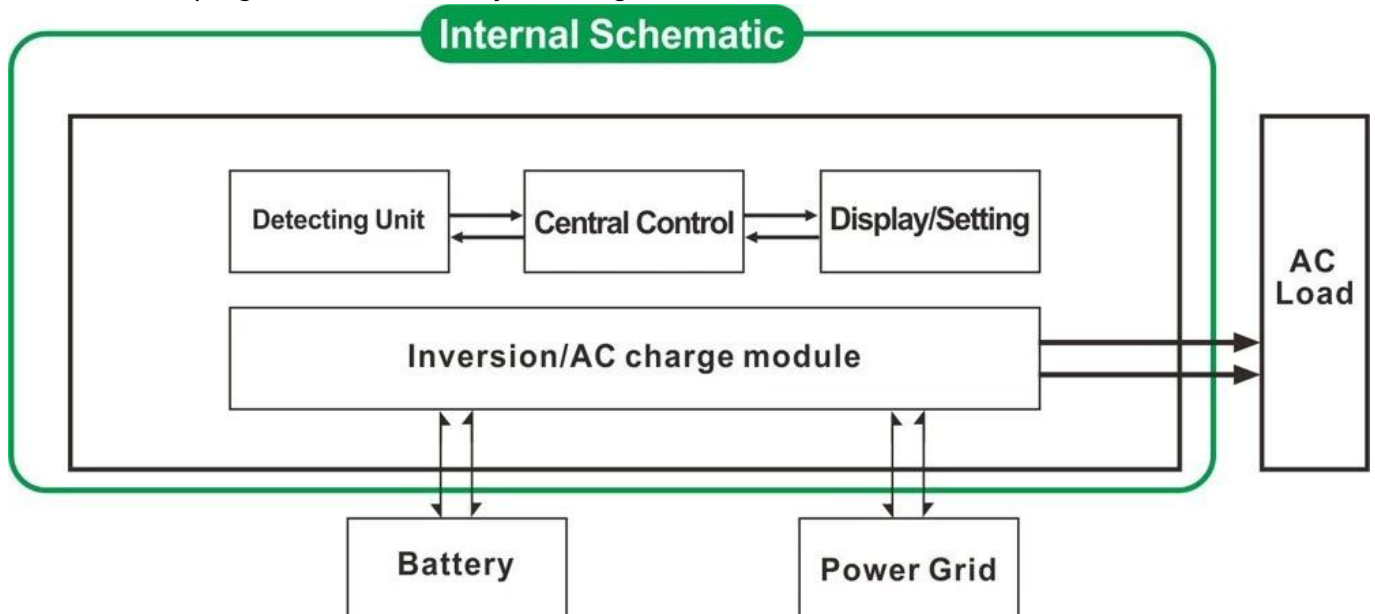 Internal Schematic
Detecting Unit
Central Control
Display/Setting
AC
Load
Inversion/AC charge module
Battery
Power Grid